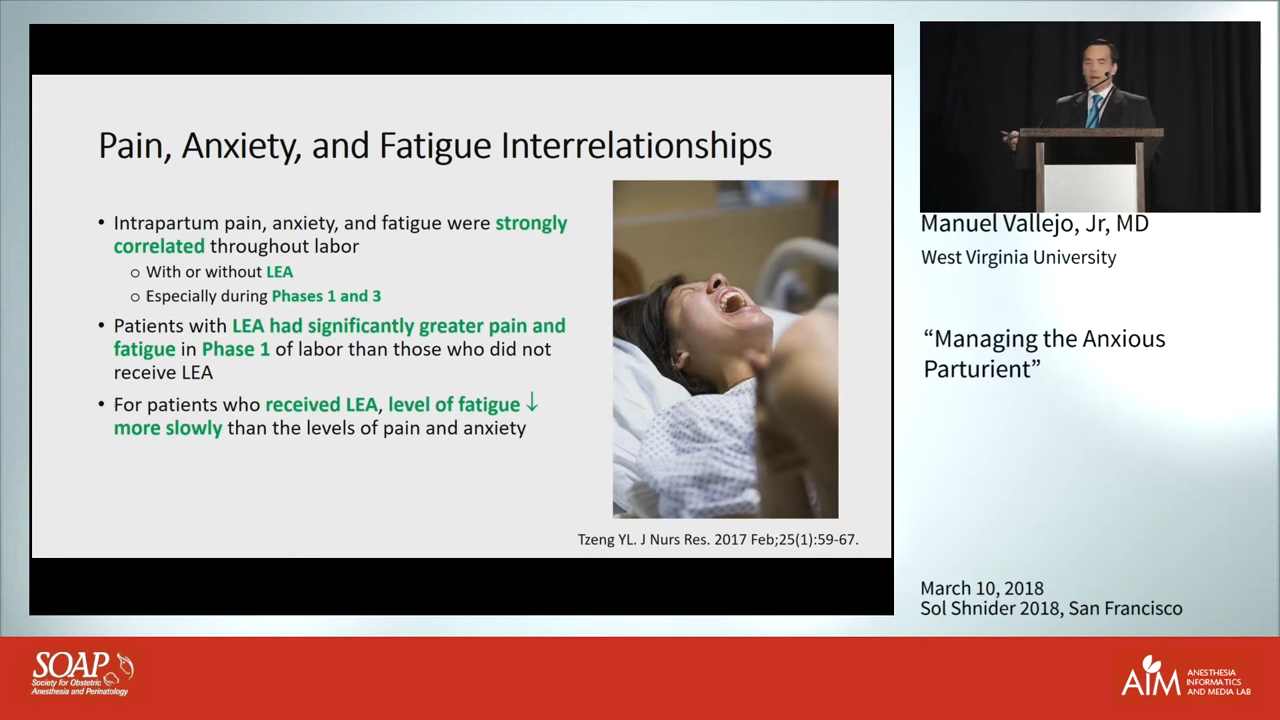 Pain, Anxiety, and Fatigue Interrelationships
• Intrapartum pain, anxiety, and fatigue were strongly
correlated throughout labor
o With or without LEA
o Especially during Phases 1 and 3
• Patients with LEA had significantly greater pain and
fatigue in Phase 1 of labor than those who did not
receive LEA
• For patients who received LEA, level of fatigue ↓
more slowly than the levels of pain and anxiety
Tzeng YL. J Nurs Res. 2017 Feb;25(1):59-67.
Manuel Vallejo, Jr, MD
West Virginia University
“Managing the Anxious
Parturient”
March 10, 2018
Sol Shnider 2018, San Francisco
SOAP
Society for Obstetric
Anesthesia and Perinatology
AIM
ANESTHESIA
INFORMATICS
AND MEDIA LAB